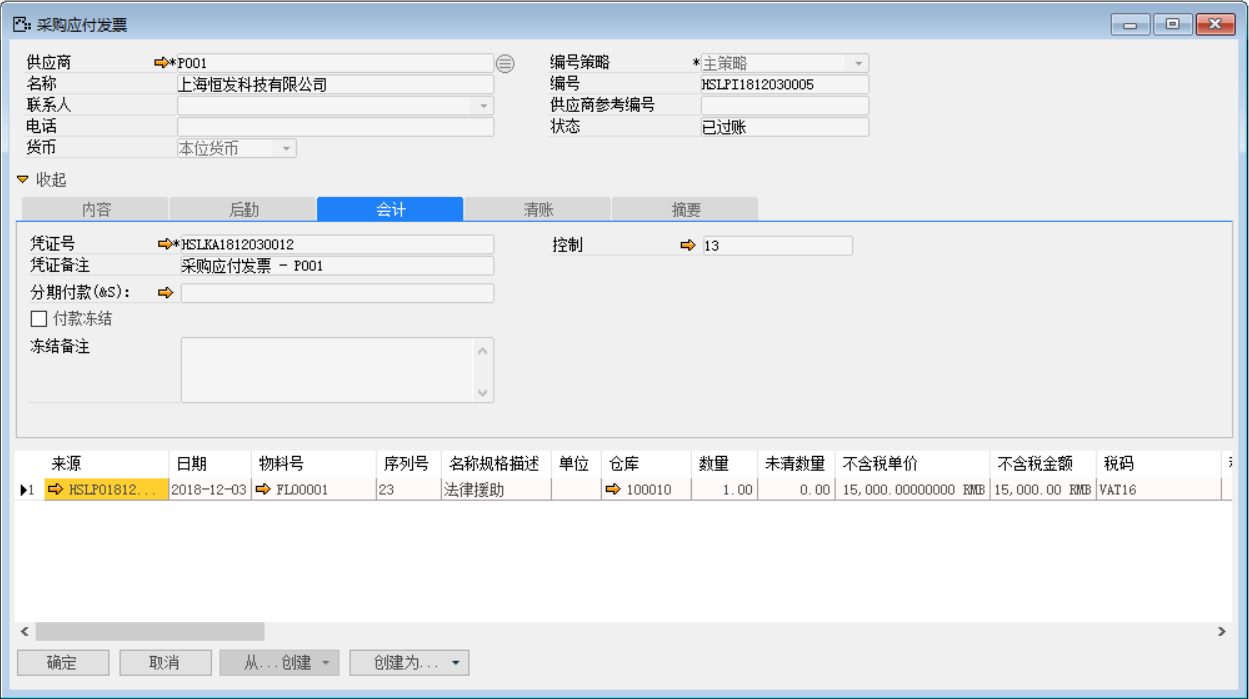 采购应付发票
供应商 *P001 编号策略 *主策略
名称 上海恒发科技有限公司 编号 HSLPI1812030005
联系人 供应商参考编号
电话 状态 已过账
货币 本位货币
收起
内容 后勤 会计 清账 摘要
凭证号 *HSLKA1812030012 控制 13
凭证备注 采购应付发票 - P001
分期付款(&S):
付款冻结
冻结备注
来源 日期 物料号 序列号 名称规格描述 单位 仓库 数量 未清数量 不含税单价 不含税金额 税码
1 HSLPO1812... 2018-12-03 FL00001 23 法律援助 100010 1.00 0.00 15,000.00000000 RMB 15,000.00 RMB VAT16
确定 取消 从...创建 创建为...